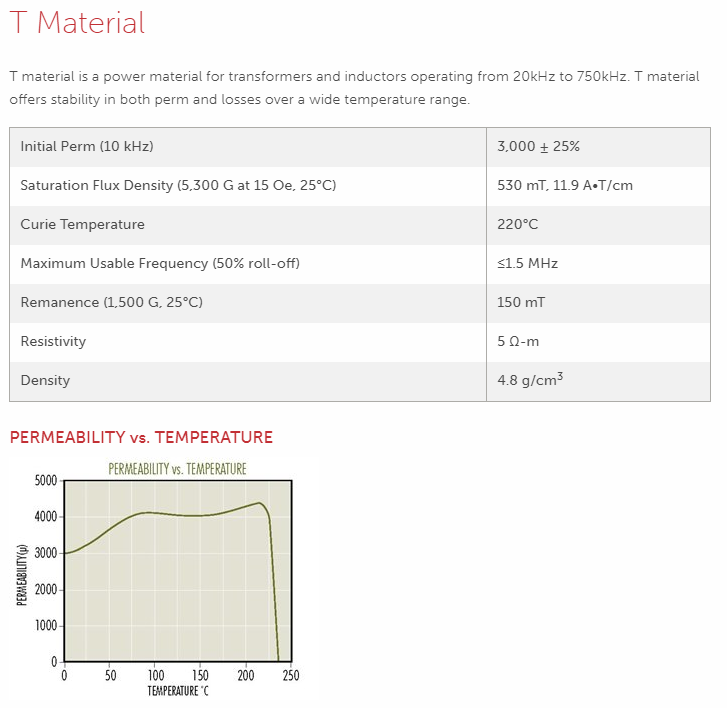 T Material
T material is a power material for transformers and inductors operating from 20kHz to 750kHz. T material
offers stability in both perm and losses over a wide temperature range.
Initial Perm (10 kHz) 3,000 ± 25%
Saturation Flux Density (5,300 G at 15 Oe, 25°C) 530 mT, 11.9 A•T/cm
Curie Temperature 220°C
Maximum Usable Frequency (50% roll-off) ≤1.5 MHz
Remanence (1,500 G, 25°C) 150 mT
Resistivity 5 Ω-m
Density 4.8 g/cm³
PERMEABILITY vs. TEMPERATURE
PERMEABILITY vs. TEMPERATURE
5000
4000
3000
2000
1000
0
PERMEABILITY(μ)
0 50 100 150 200 250
TEMPERATURE °C